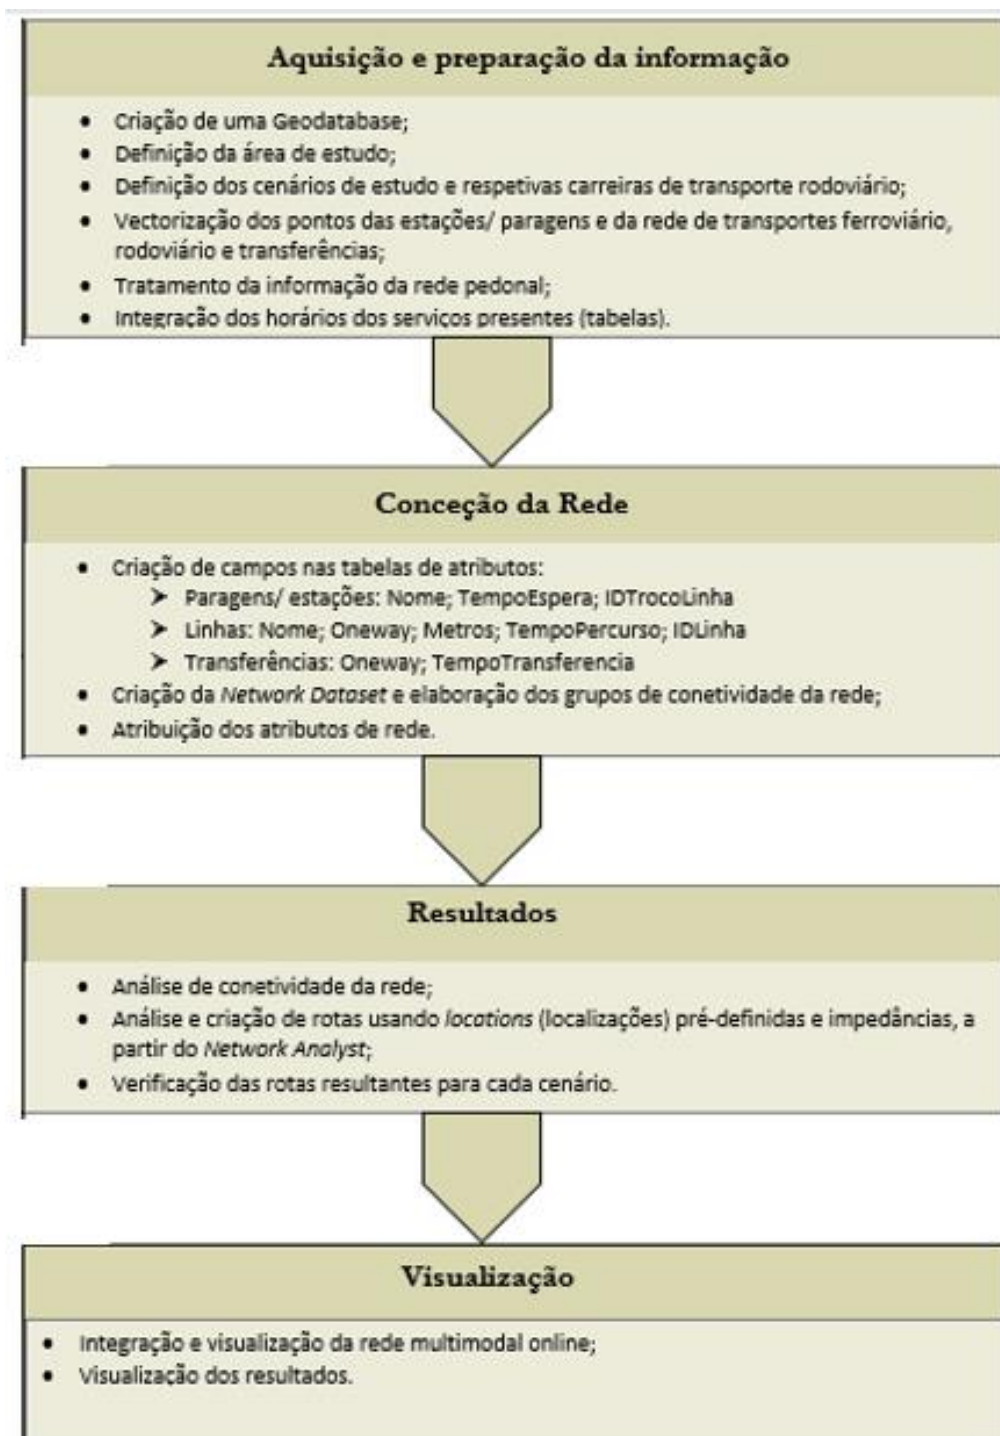 Aquisição e preparação da informação
• Criação de uma Geodatabase;
• Definição da área de estudo;
• Definição dos cenários de estudo e respetivas carreiras de transporte rodoviário;
• Vectorização dos pontos das estações/ paragens e da rede de transportes ferroviário,
rodoviário e transferências;
• Tratamento da informação da rede pedonal;
• Integração dos horários dos serviços presentes (tabelas).
Conceção da Rede
• Criação de campos nas tabelas de atributos:
➤ Paragens/ estações: Nome; TempoEspera; IDTrocoLinha
➤ Linhas: Nome; Oneway; Metros; TempoPercurso; IDLinha
➤ Transferências: Oneway; TempoTransferencia
• Criação da Network Dataset e elaboração dos grupos de conetividade da rede;
• Atribuição dos atributos de rede.
Resultados
• Análise de conetividade da rede;
• Análise e criação de rotas usando locations (localizações) pré-definidas e impedâncias, a
partir do Network Analyst;
• Verificação das rotas resultantes para cada cenário.
Visualização
• Integração e visualização da rede multimodal online;
• Visualização dos resultados.